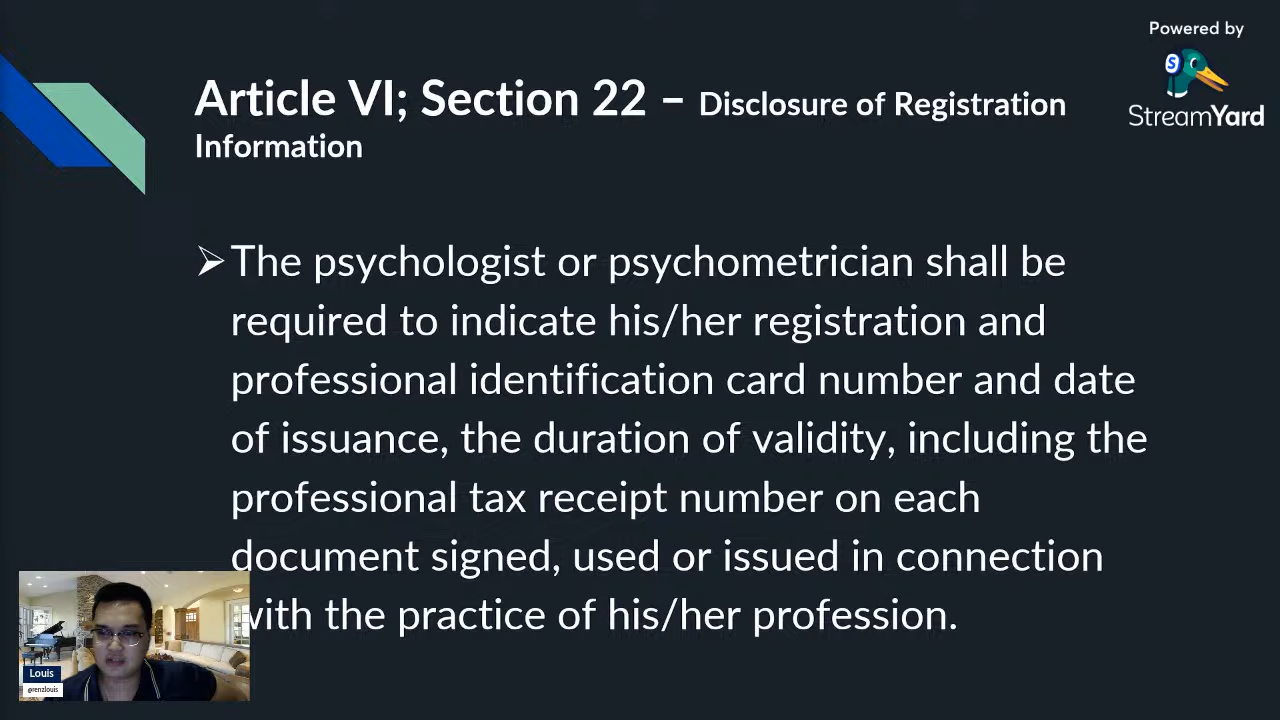 Powered by
StreamYard
Article VI; Section 22 – Disclosure of Registration
Information
➢The psychologist or psychometrician shall be
required to indicate his/her registration and
professional identification card number and date
of issuance, the duration of validity, including the
professional tax receipt number on each
document signed, used or issued in connection
with the practice of his/her profession.
Louis
@renzlouis